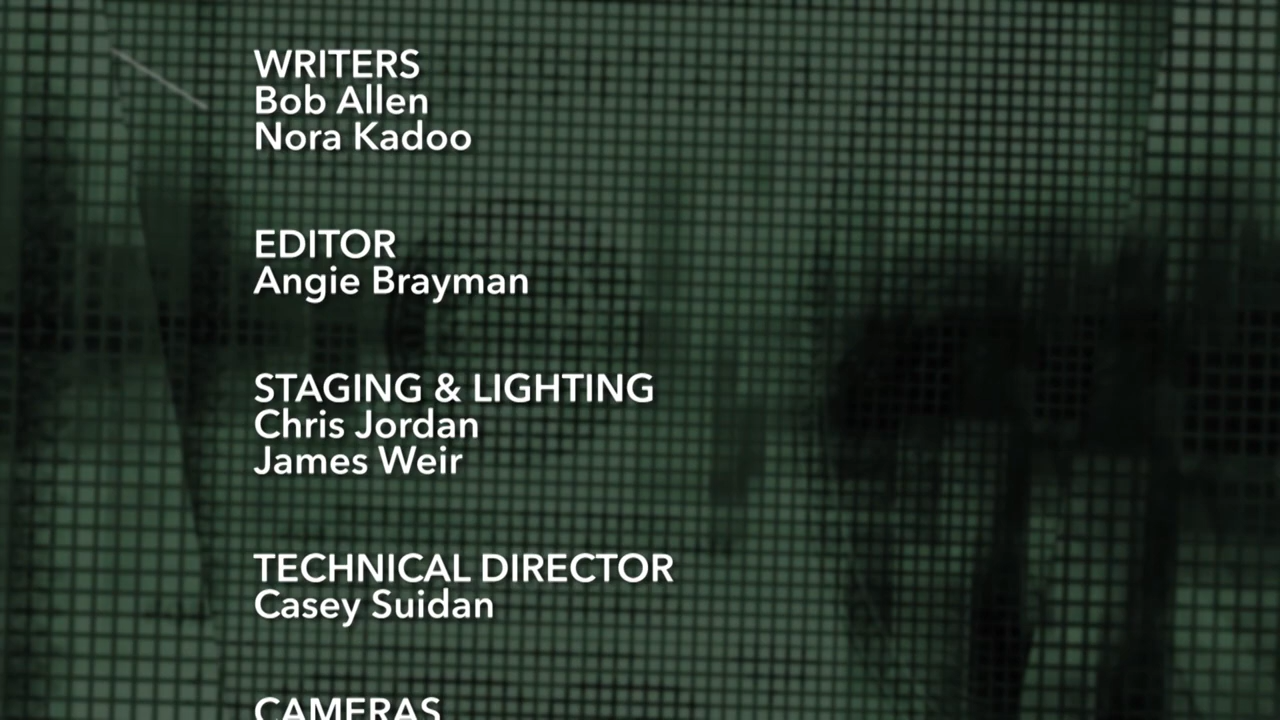 WRITERS
Bob Allen
Nora Kadoo
EDITOR
Angie Brayman
STAGING & LIGHTING
Chris Jordan
James Weir
TECHNICAL DIRECTOR
Casey Suidan
CAMERAS